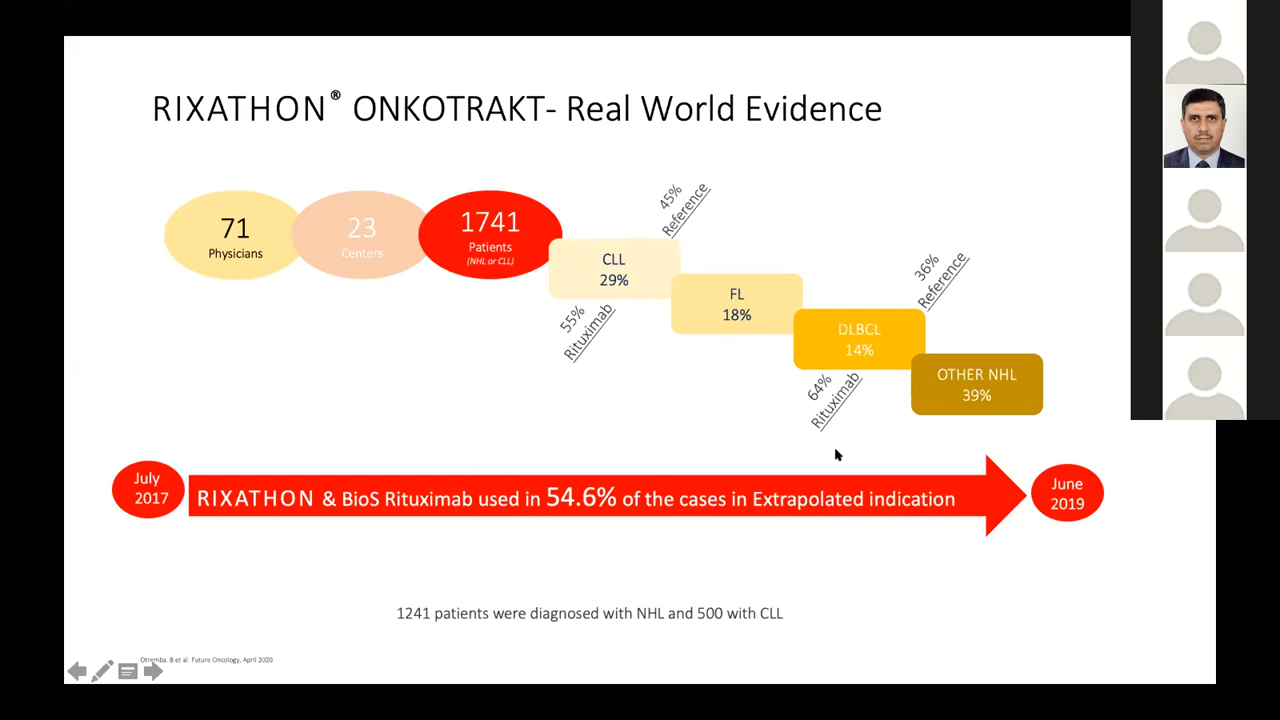 RIXATHON® ONKOTRAKT- Real World Evidence
71
Physicians
23
Centers
1741
Patients
(NHL or CLL)
45%
Reference
CLL
29%
55%
Rituximab
FL
18%
36%
Reference
DLBCL
14%
64%
Rituximab
OTHER NHL
39%
July
2017
RIXATHON & BioS Rituximab used in 54.6% of the cases in Extrapolated indication
June
2019
1241 patients were diagnosed with NHL and 500 with CLL
Otremba. B et al. Future Oncology, April 2020